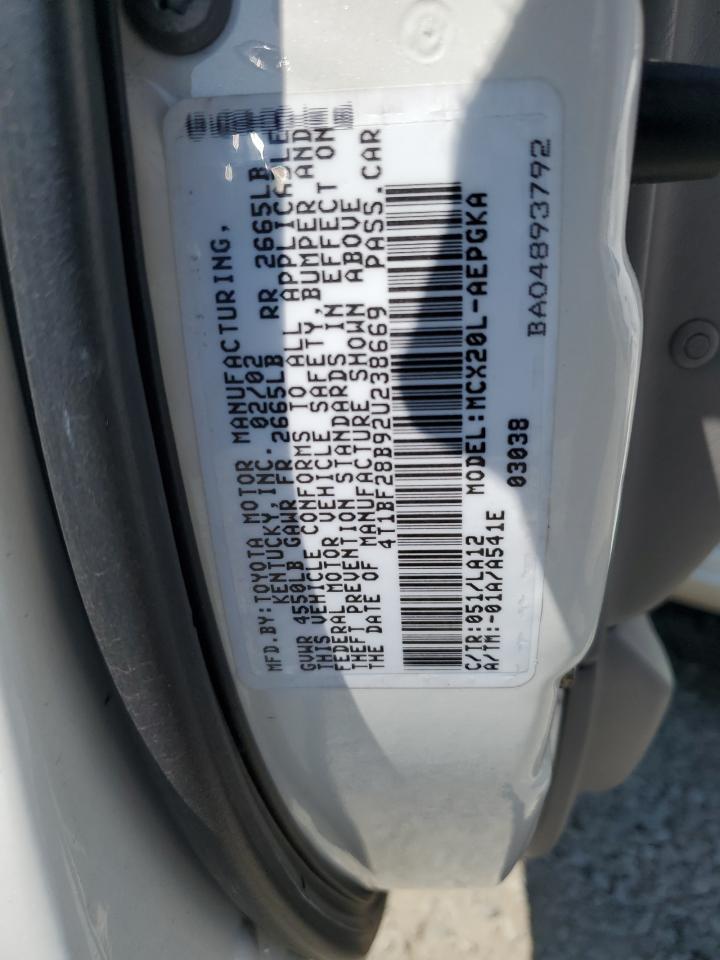 MFD.BY:TOYOTA MOTOR MANUFACTURING,
KENTUCKY, INC. 02/02
GVWR 4550LB GAWR FR 2665LB RR 2665LB
THIS VEHICLE CONFORMS TO ALL APPLICABLE
FEDERAL MOTOR VEHICLE SAFETY, BUMPER AND
THEFT PREVENTION STANDARDS IN EFFECT ON
THE DATE OF MANUFACTURE SHOWN ABOVE
4T1BF28B92U238669 PASS.CAR
C/TR:051/LA12 MODEL:MCX20L-AEPGKA
A/TM:-01A/A541E 03038
BA04893792